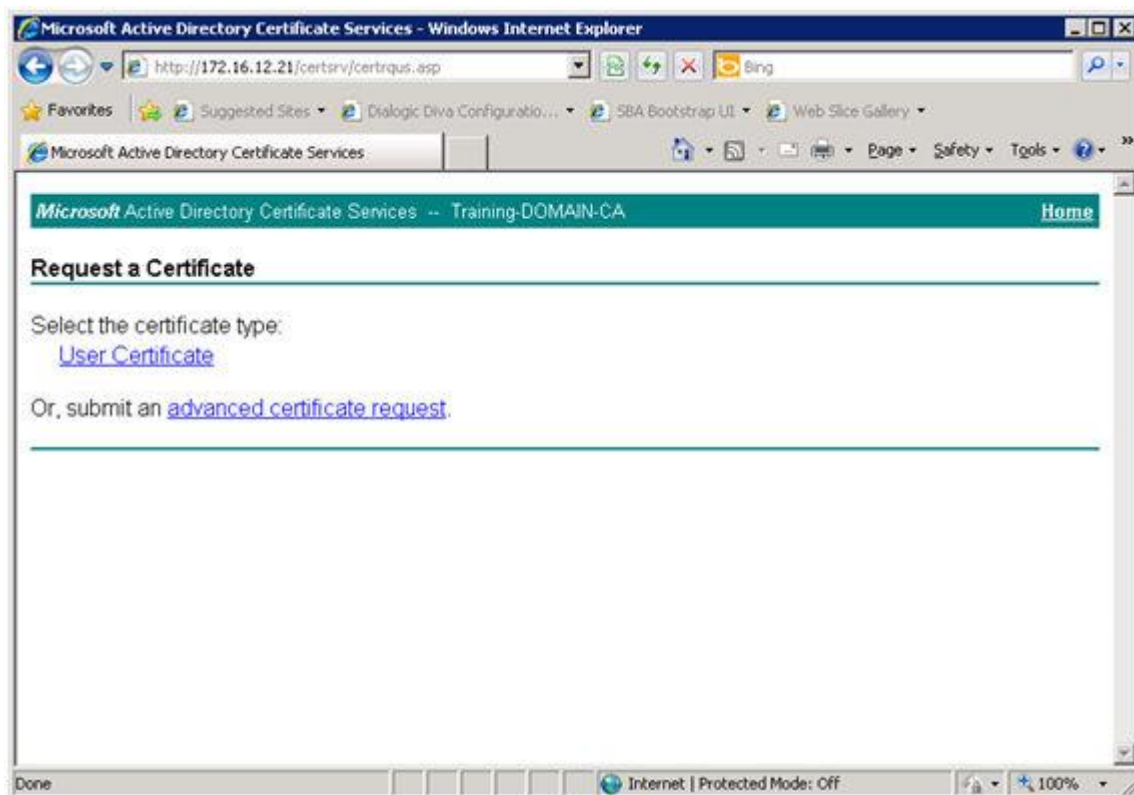 Microsoft Active Directory Certificate Services - Windows Internet Explorer
http://172.16.12.21/certsrv/certrqus.asp
Bing
Favorites Suggested Sites Dialogic Diva Configuratio... SBA Bootstrap UI Web Slice Gallery
Microsoft Active Directory Certificate Services Page Safety Tools
Microsoft Active Directory Certificate Services -- Training-DOMAIN-CA Home
Request a Certificate
Select the certificate type:
User Certificate
Or, submit an advanced certificate request.
Done Internet | Protected Mode: Off 100%